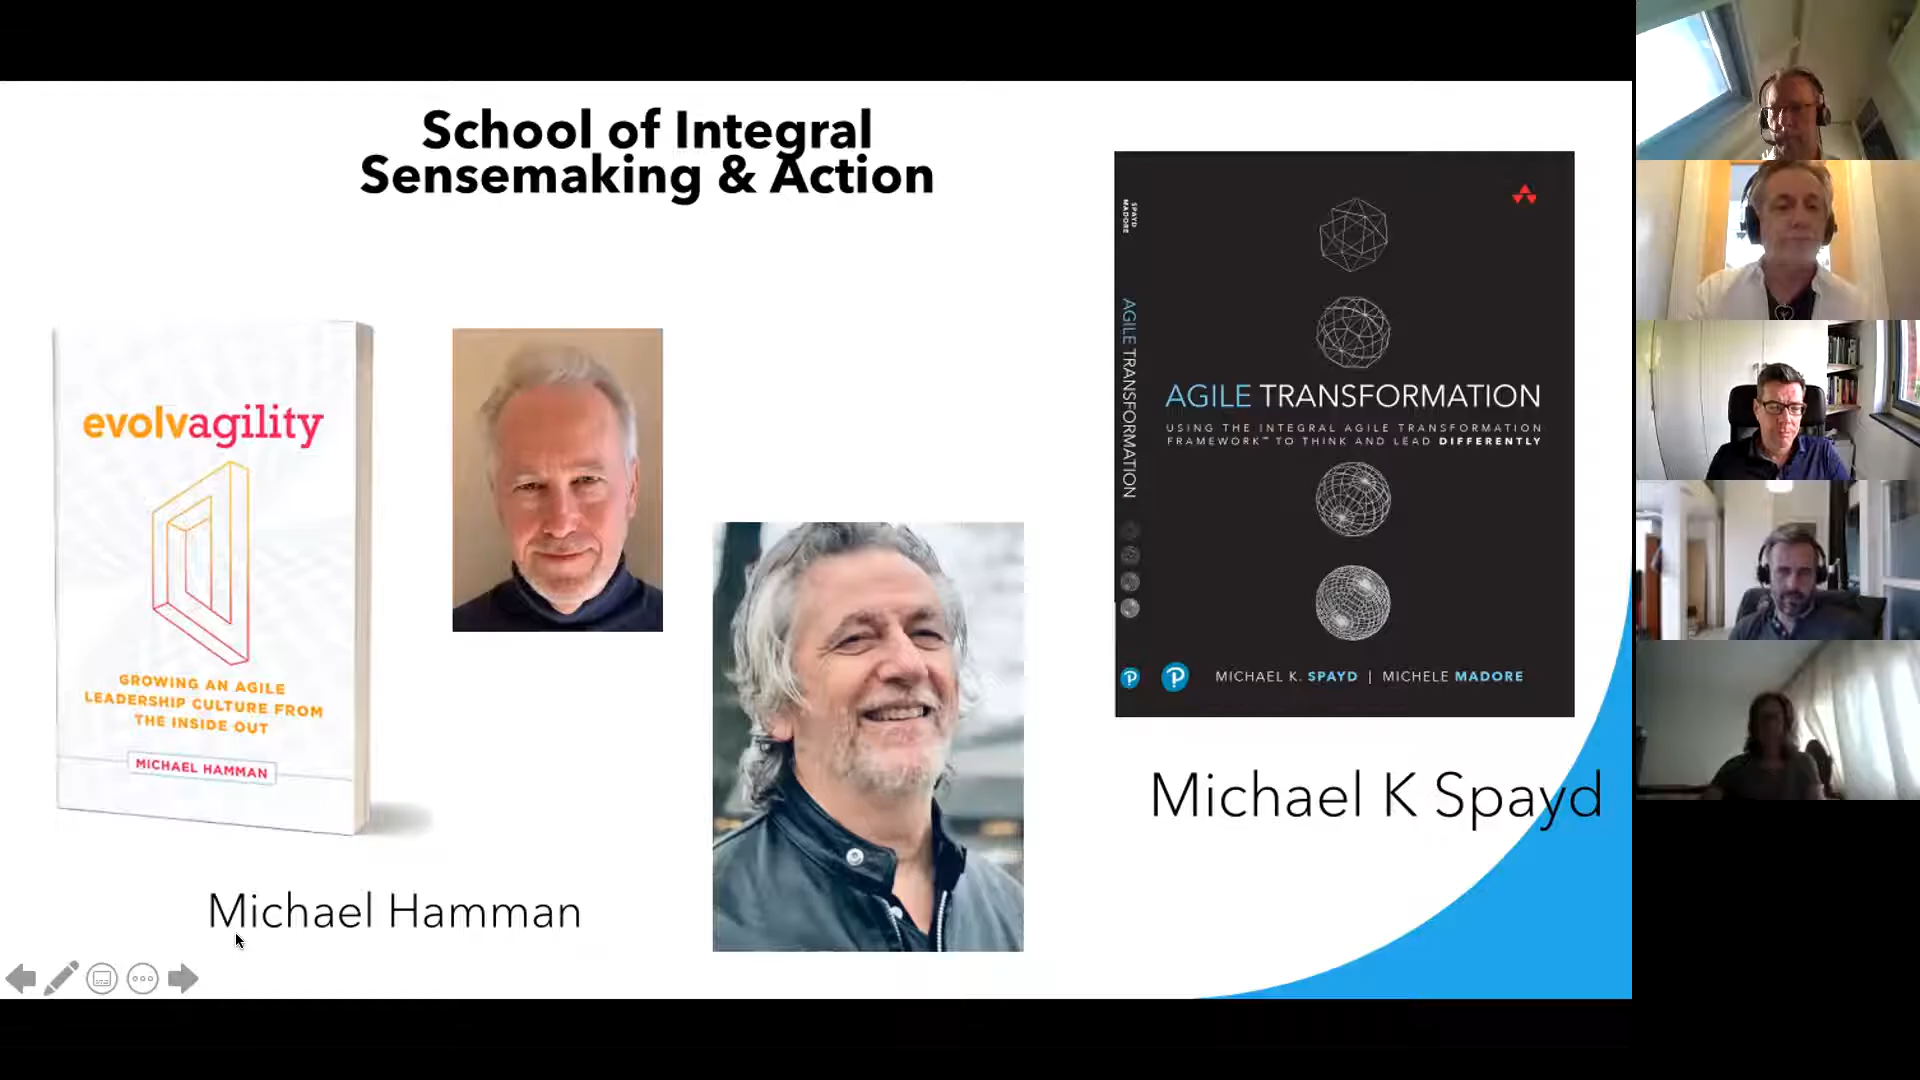 School of Integral
Sensemaking & Action
evolvagility
GROWING AN AGILE
LEADERSHIP CULTURE FROM
THE INSIDE OUT
MICHAEL HAMMAN
Michael Hamman
SPAYD
MADORE
AGILE TRANSFORMATION
AGILE TRANSFORMATION
USING THE INTEGRAL AGILE TRANSFORMATION
FRAMEWORK™ TO THINK AND LEAD DIFFERENTLY
P
P
MICHAEL K. SPAYD | MICHELE MADORE
Michael K Spayd